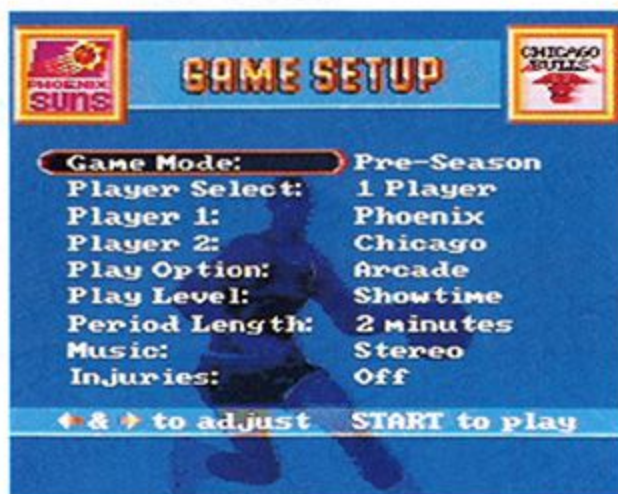 PHOENIX
SUNS
GAME SETUP
CHICAGO
BULLS
Game Mode: Pre-Season
Player Select: 1 Player
Player 1: Phoenix
Player 2: Chicago
Play Option: Arcade
Play Level: Showtime
Period Length: 2 minutes
Music: Stereo
Injuries: Off
& to adjust START to play